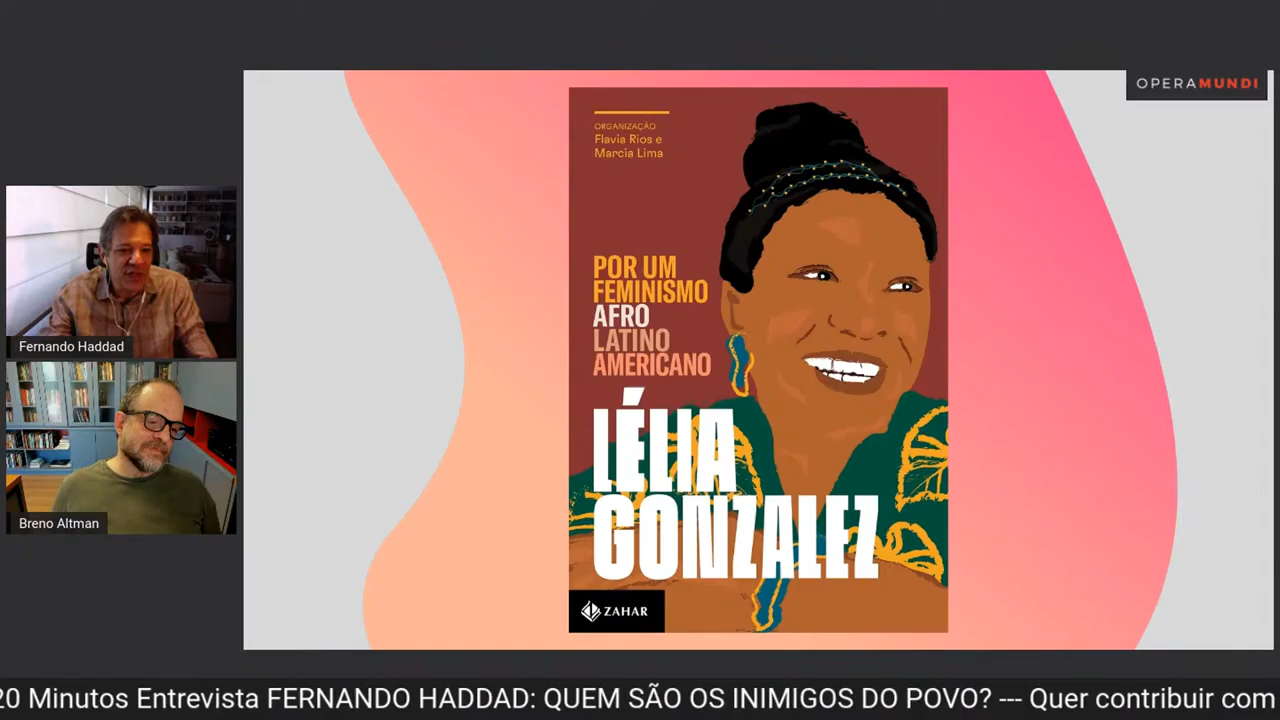 OPERAMUNDI
ORGANIZAÇÃO
Flavia Rios e
Marcia Lima
POR UM
FEMINISMO
AFRO
LATINO
AMERICANO
LÉLIA
GONZALEZ
ZAHAR
Fernando Haddad
Breno Altman
20 Minutos Entrevista FERNANDO HADDAD: QUEM SÃO OS INIMIGOS DO POVO? --- Quer contribuir com